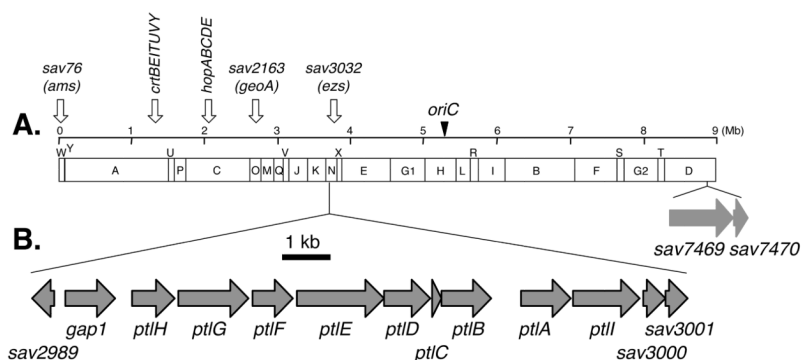 sav76
(ams)
crtBEITUVY
hopABCDE
sav2163
(geoA)
sav3032
(ezs)
oriC
A.
0 1 2 3 4 5 6 7 8 9 (Mb)
W Y U V X R S T
A P C O M Q J K N E G1 H L I B F G2 D
sav7469 sav7470
B.
1 kb
gap1 ptlH ptlG ptlF ptlE ptlD ptlB ptlA ptlI sav3001
sav2989 ptlC sav3000